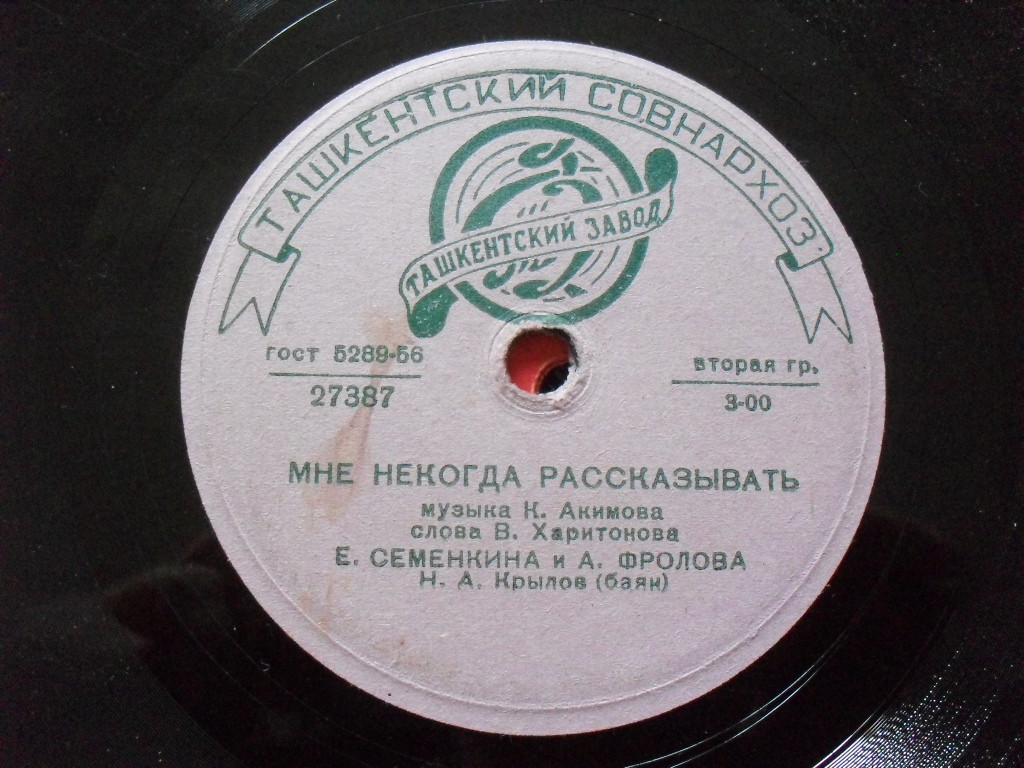 ТАШКЕНТСКИЙ СОВНАРХОЗ
ТАШКЕНТСКИЙ ЗАВОД
гост 5289-56
27387
вторая гр.
3-00
МНЕ НЕКОГДА РАССКАЗЫВАТЬ
музыка К. Акимова
слова В. Харитонова
Е. СЕМЕНКИНА и А. ФРОЛОВА
Н. А. Крылов (баян)